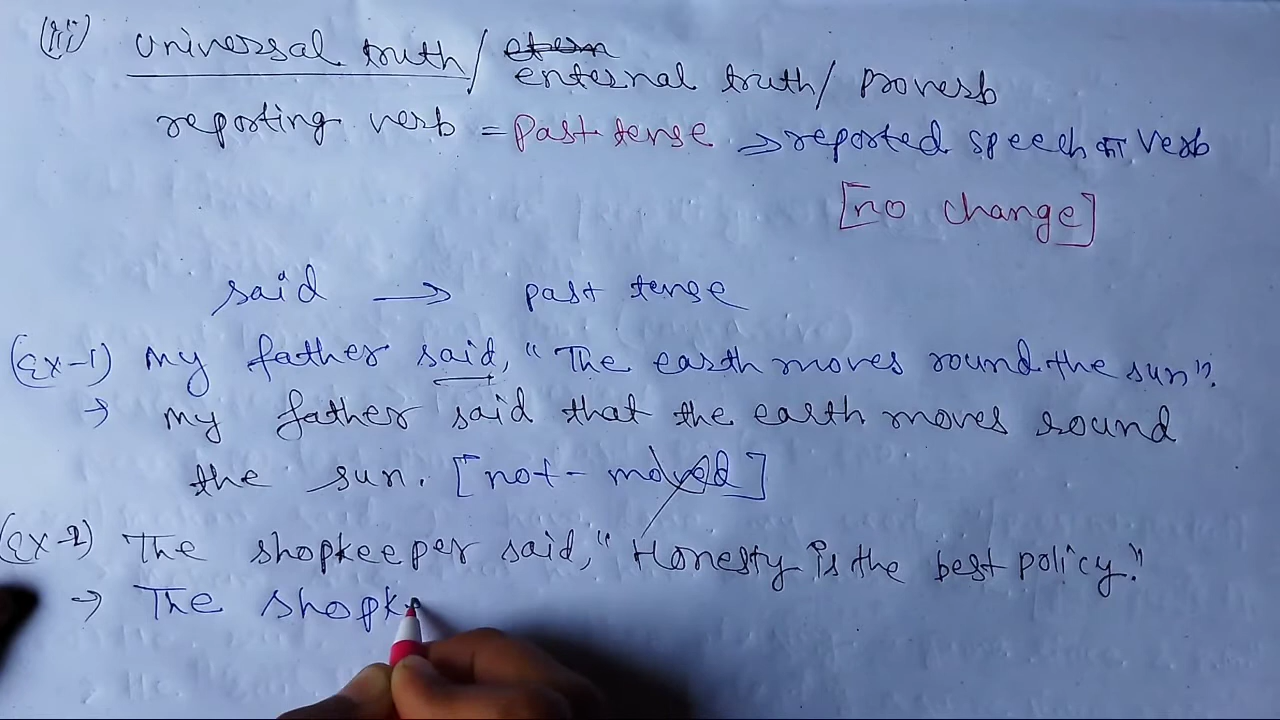 (iii) universal truth/ etern enternal truth/ proverb
reporting verb = past tense ⇒ reported speech का verb
[no change]
said → past tense
(Ex-1) My father said, "The earth moves round the sun".
→ My father said that the earth moves round
the sun. [not - moved]
(Ex-2) The shopkeeper said, "Honesty is the best policy."
→ The shopk